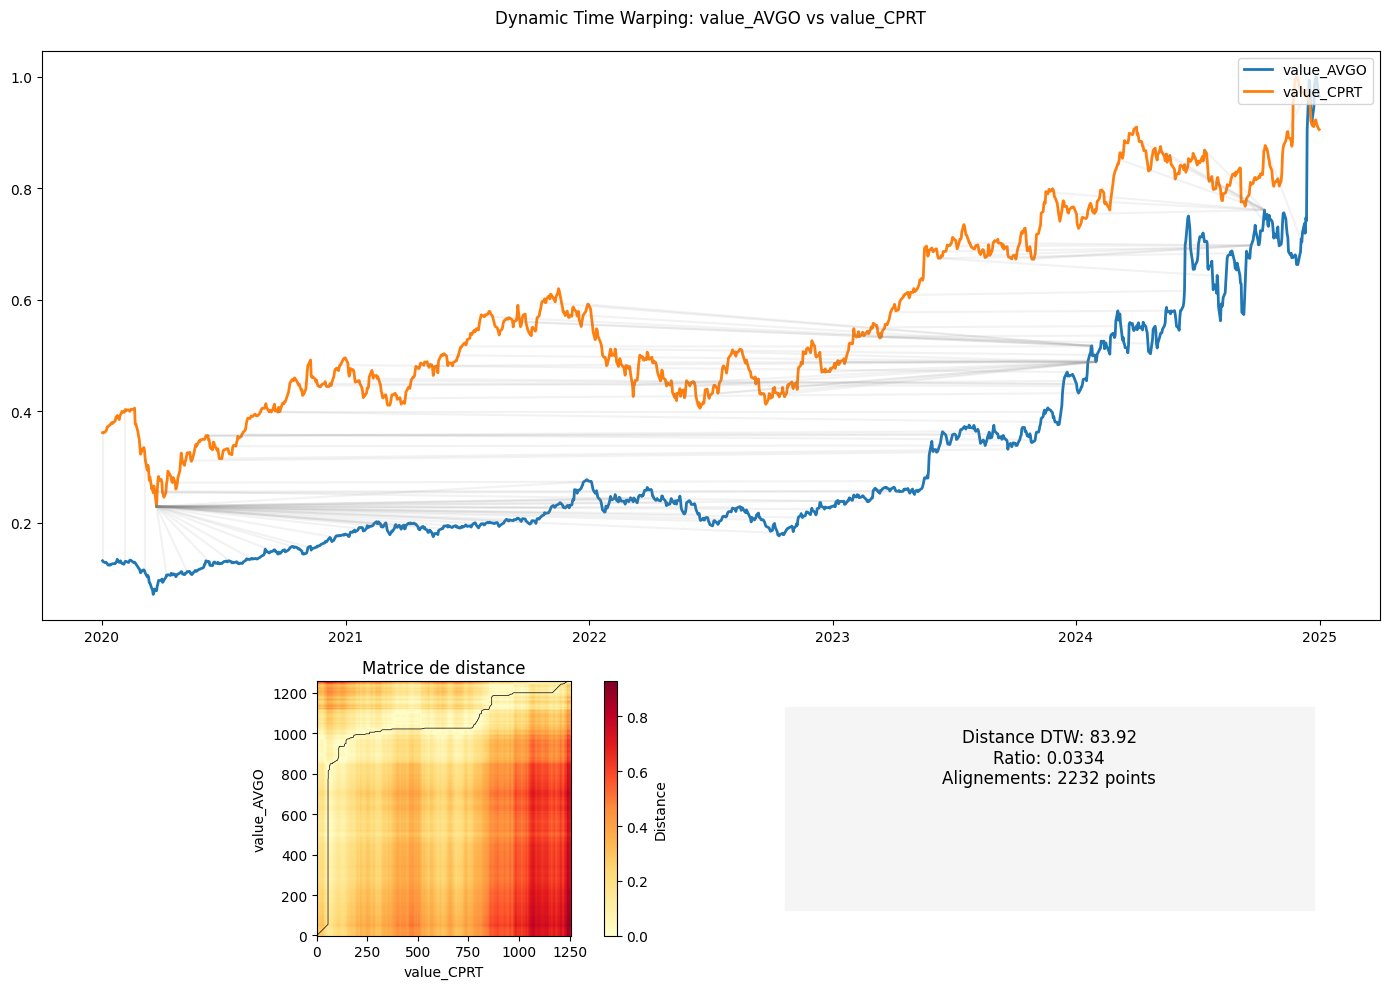 Dynamic Time Warping: value_AVGO vs value_CPRT
1.0
0.8
0.6
0.4
0.2
value_AVGO
value_CPRT
2020 2021 2022 2023 2024 2025
Matrice de distance
1200
1000
800
600
400
200
0
value_AVGO
0 250 500 750 1000 1250
value_CPRT
0.8
0.6
0.4
0.2
0.0
Distance
Distance DTW: 83.92
Ratio: 0.0334
Alignements: 2232 points